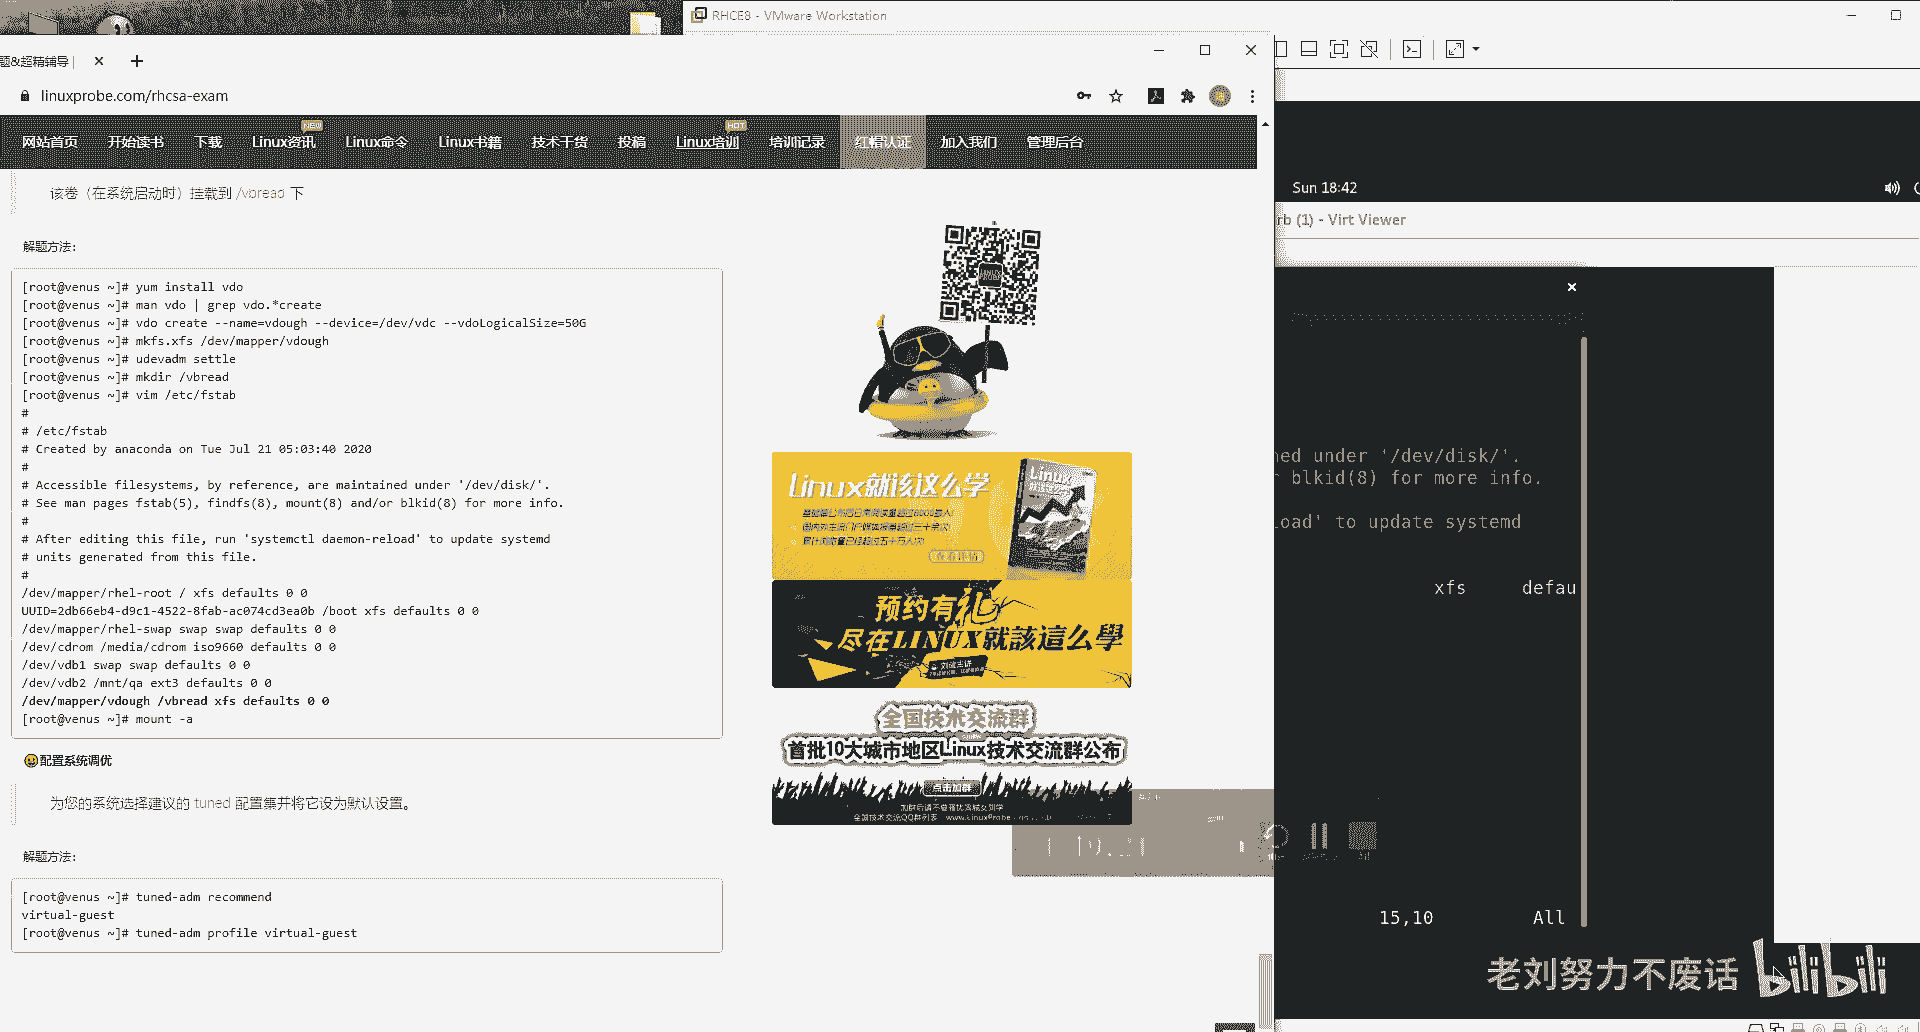 RHCE8 - VMware Workstation
题&超精辅导 |
linuxprobe.com/rhcsa-exam
网站首页 开始读书 下载 Linux资讯 NEW Linux命令 Linux书籍 技术干货 投稿 Linux培训 HOT 培训记录 红帽认证 加入我们 管理后台
该卷（在系统启动时）挂载到 /vbread 下
解题方法:
[root@venus ~]# yum install vdo
[root@venus ~]# man vdo | grep vdo.*create
[root@venus ~]# vdo create --name=vdough --device=/dev/vdc --vdoLogicalSize=50G
[root@venus ~]# mkfs.xfs /dev/mapper/vdough
[root@venus ~]# udevadm settle
[root@venus ~]# mkdir /vbread
[root@venus ~]# vim /etc/fstab
#
# /etc/fstab
# Created by anaconda on Tue Jul 21 05:03:40 2020
#
# Accessible filesystems, by reference, are maintained under '/dev/disk/'.
# See man pages fstab(5), findfs(8), mount(8) and/or blkid(8) for more info.
#
# After editing this file, run 'systemctl daemon-reload' to update systemd
# units generated from this file.
#
/dev/mapper/rhel-root / xfs defaults 0 0
UUID=2db66eb4-d9c1-4522-8fab-ac074cd3ea0b /boot xfs defaults 0 0
/dev/mapper/rhel-swap swap swap defaults 0 0
/dev/cdrom /media/cdrom iso9660 defaults 0 0
/dev/vdb1 swap swap defaults 0 0
/dev/vdb2 /mnt/qa ext3 defaults 0 0
/dev/mapper/vdough /vbread xfs defaults 0 0
[root@venus ~]# mount -a
配置系统调优
为您的系统选择建议的 tuned 配置集并将它设为默认设置。
解题方法:
[root@venus ~]# tuned-adm recommend
virtual-guest
[root@venus ~]# tuned-adm profile virtual-guest
Linux就该这么学
预约有礼
尽在LINUX就該這么學
全国技术交流群
首批10大城市地区Linux技术交流群公布
点击加群
Sun 18:42
rb (1) - Virt Viewer
ned under '/dev/disk/'.
r blkid(8) for more info.
load' to update systemd
xfs defau
15,10 All
老刘努力不废话 bilibili